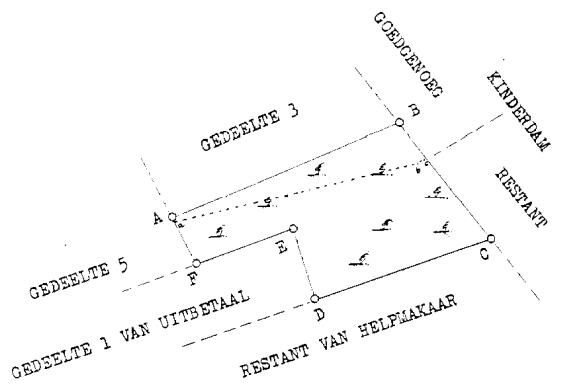 GOEDGENOEG
KINDERDAM
B
GEDEELTE 3
RESTANT
A
a
b
E
C
GEDEELTE 5
F
D
GEDEELTE 1 VAN UITBETAAL
RESTANT VAN HELPMAKAAR